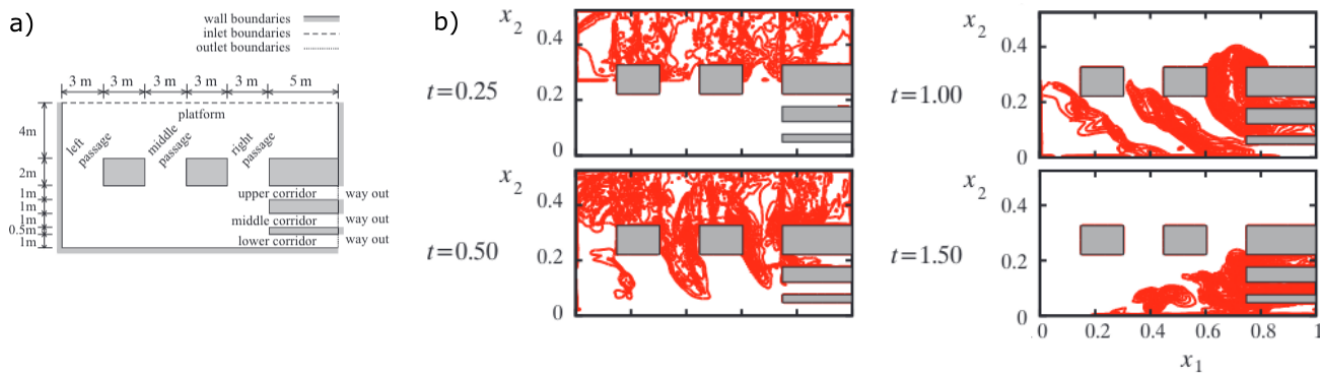 a)
wall boundaries
inlet boundaries
outlet boundaries
3 m 3 m 3 m 3 m 3 m 5 m
platform
4m
left passage
middle passage
right passage
2m
1m
upper corridor way out
1m
1m
middle corridor way out
0.5m
1m
lower corridor way out
b)
x2
0.4
0.2
0
t=0.25
x2
0.4
0.2
0
t=0.50
x2
0.4
0.2
0
t=1.00
x2
0.4
0.2
0
t=1.50
.0 0.2 0.4 0.6 0.8 1
x1